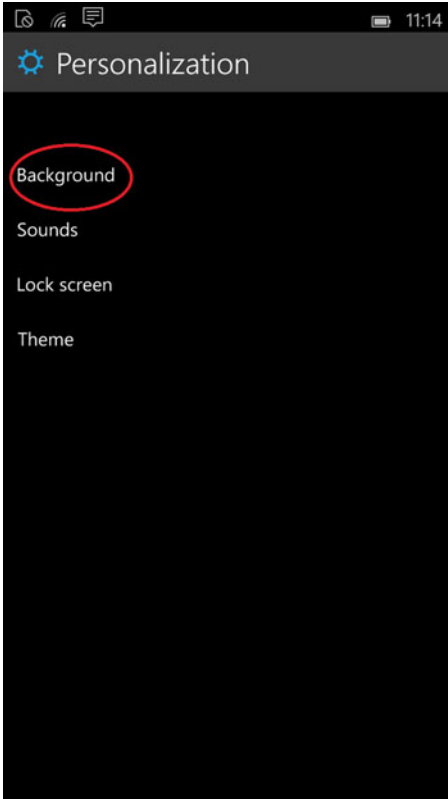 11:14
Personalization
Background
Sounds
Lock screen
Theme